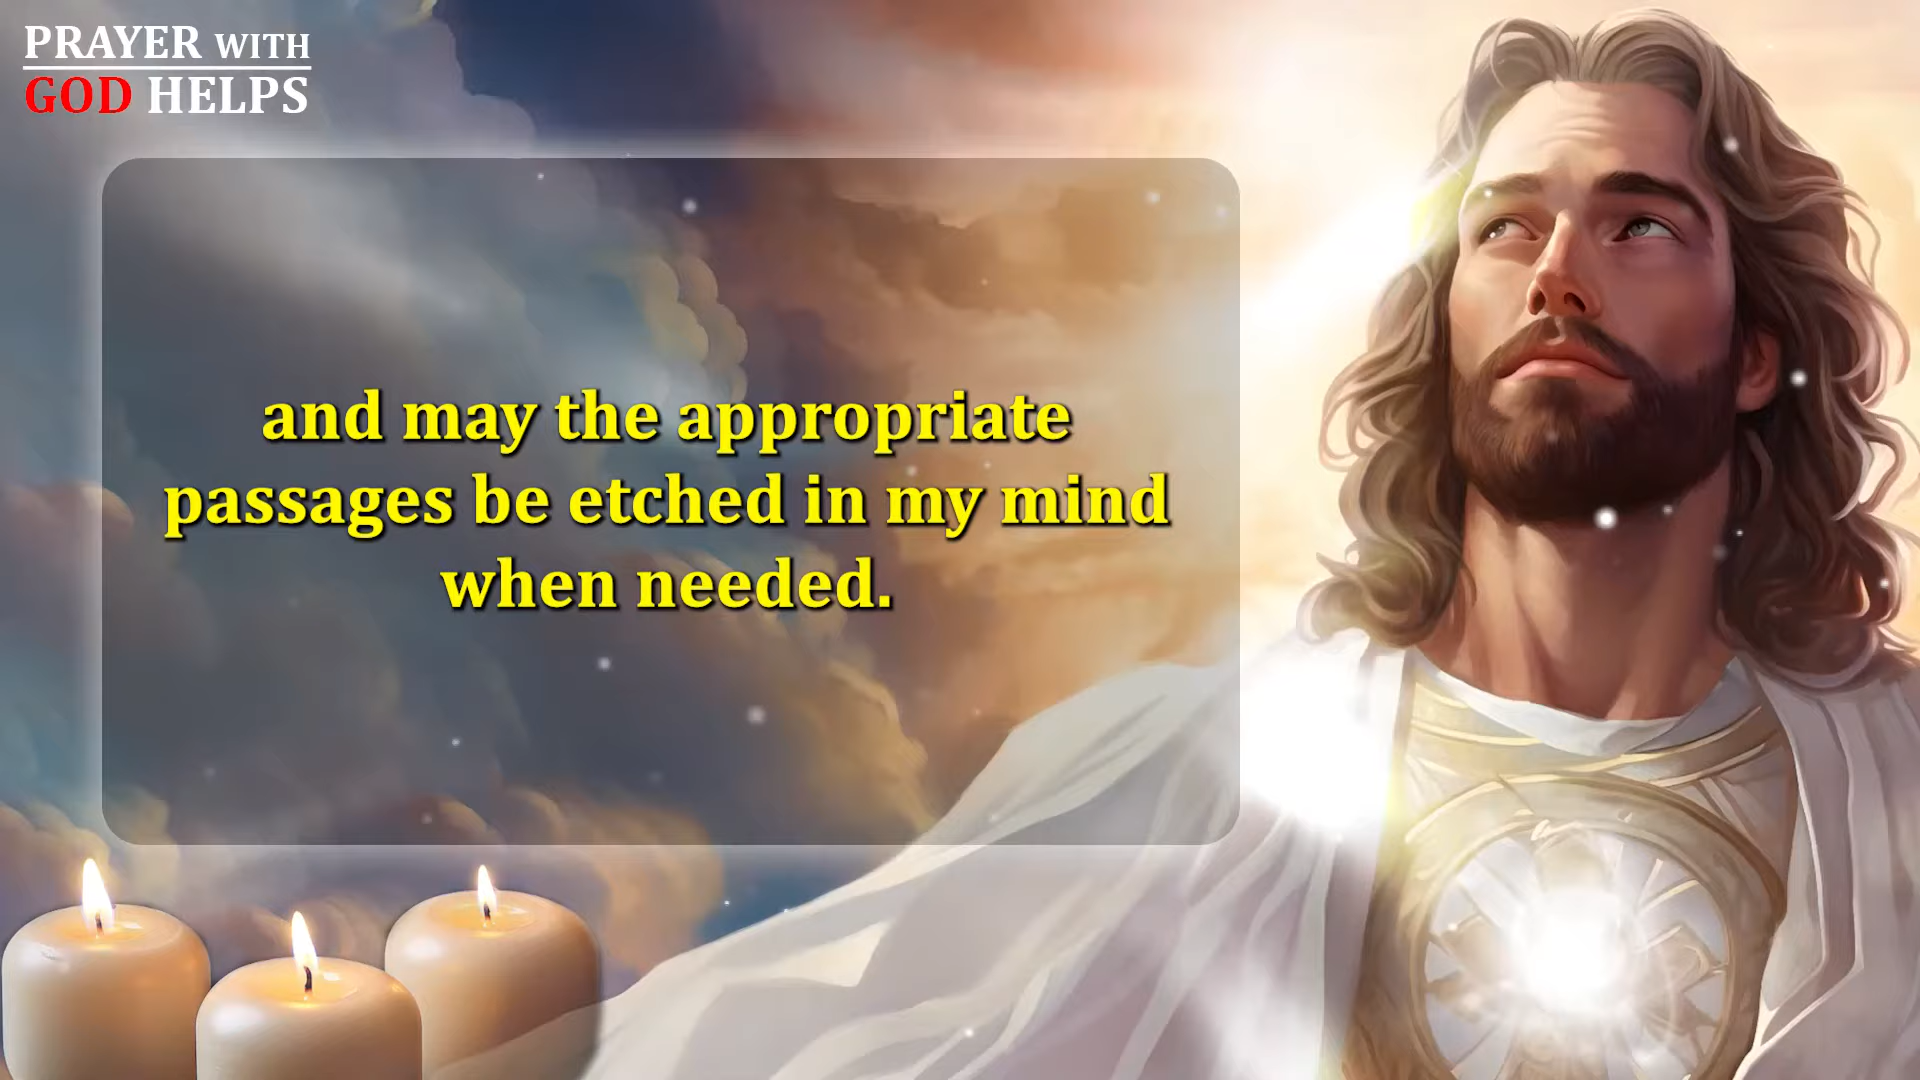 PRAYER WITH
GOD HELPS
and may the appropriate
passages be etched in my mind
when needed.